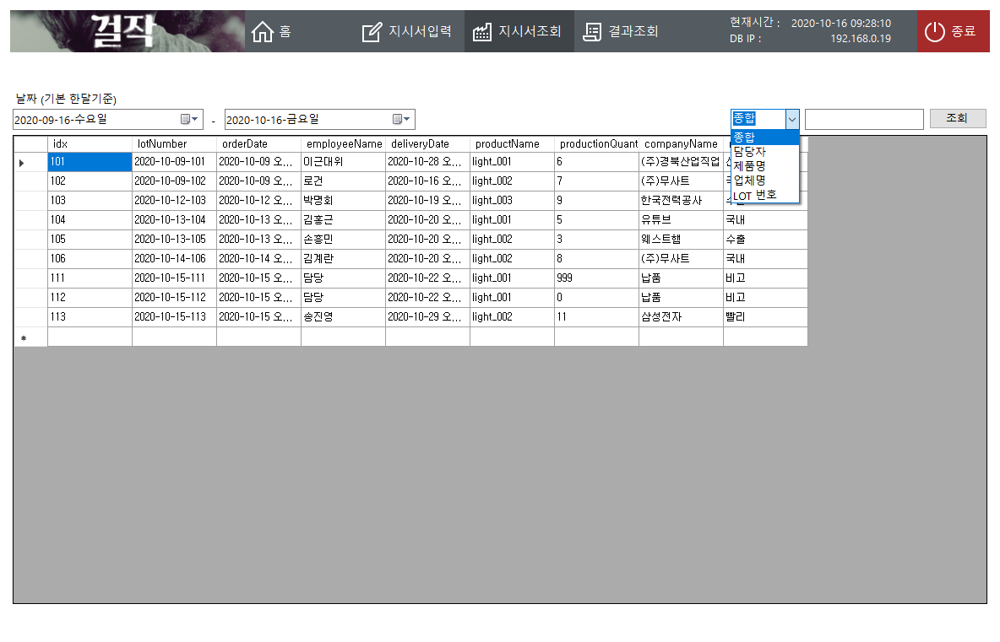 걸작
홈
지시서입력
지시서조회
결과조회
현재시간 : 2020-10-16 09:28:10
DB IP : 192.168.0.19
종료
날짜 (기본 한달기준)
2020-09-16-수요일 - 2020-10-16-금요일
종합
조회
종합
담당자
제품명
업체명
LOT 번호
idx lotNumber orderDate employeeName deliveryDate productName productionQuant companyName
101 2020-10-09-101 2020-10-09 오... 이근대위 2020-10-28 오... light_001 6 (주)경북산업직업
102 2020-10-09-102 2020-10-09 오... 로건 2020-10-16 오... light_002 7 (주)무사트
103 2020-10-12-103 2020-10-12 오... 박명회 2020-10-19 오... light_003 9 한국전력공사
104 2020-10-13-104 2020-10-13 오... 김홍근 2020-10-20 오... light_001 5 유튜브 국내
105 2020-10-13-105 2020-10-13 오... 손흥민 2020-10-20 오... light_002 3 웨스트햄 수출
106 2020-10-14-106 2020-10-14 오... 김계란 2020-10-20 오... light_002 8 (주)무사트 국내
111 2020-10-15-111 2020-10-15 오... 담당 2020-10-22 오... light_001 999 납품 비고
112 2020-10-15-112 2020-10-15 오... 담당 2020-10-22 오... light_001 0 납품 비고
113 2020-10-15-113 2020-10-15 오... 송진영 2020-10-29 오... light_002 11 삼성전자 빨리